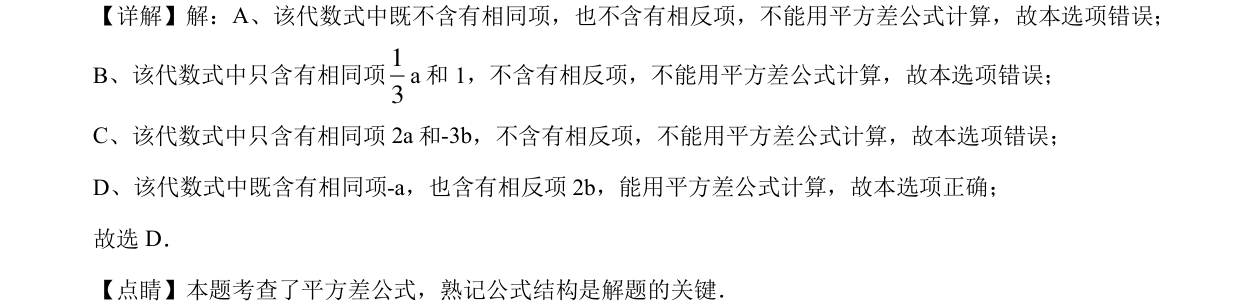 【详解】解：A、该代数式中既不含有相同项，也不含有相反项，不能用平方差公式计算，故本选项错误；
B、该代数式中只含有相同项\frac{1}{3}a 和 1，不含有相反项，不能用平方差公式计算，故本选项错误；
C、该代数式中只含有相同项 2a 和-3b，不含有相反项，不能用平方差公式计算，故本选项错误；
D、该代数式中既含有相同项-a，也含有相反项 2b，能用平方差公式计算，故本选项正确；
故选 D．
【点睛】本题考查了平方差公式，熟记公式结构是解题的关键．